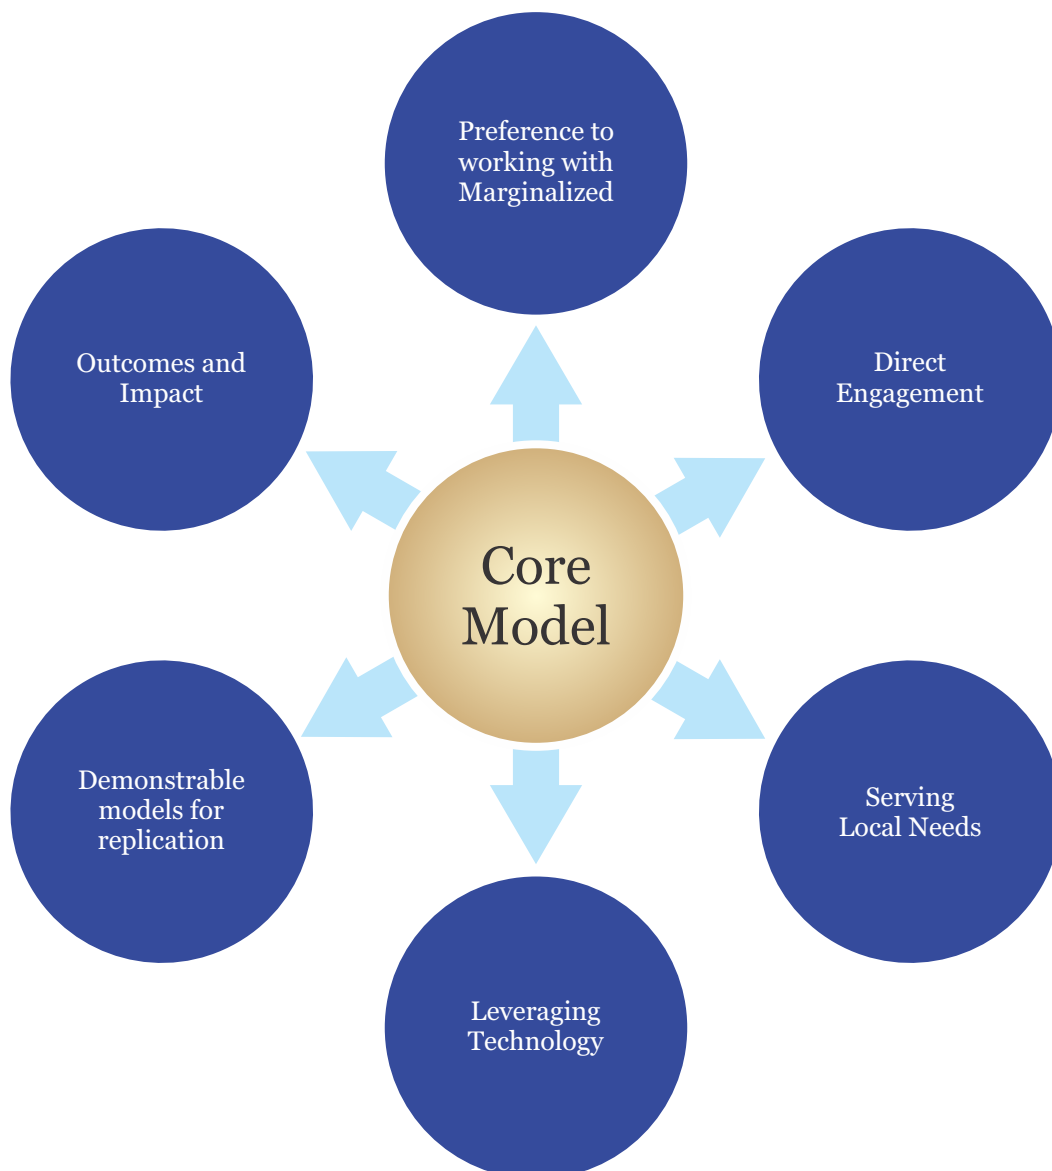 Preference to
working with
Marginalized
Outcomes and
Impact
Direct
Engagement
Core
Model
Demonstrable
models for
replication
Serving
Local Needs
Leveraging
Technology